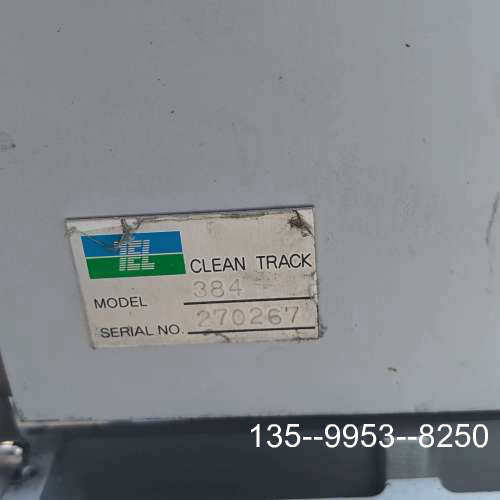 TEL
CLEAN TRACK
MODEL 384
SERIAL NO. 270267
135--9953--8250